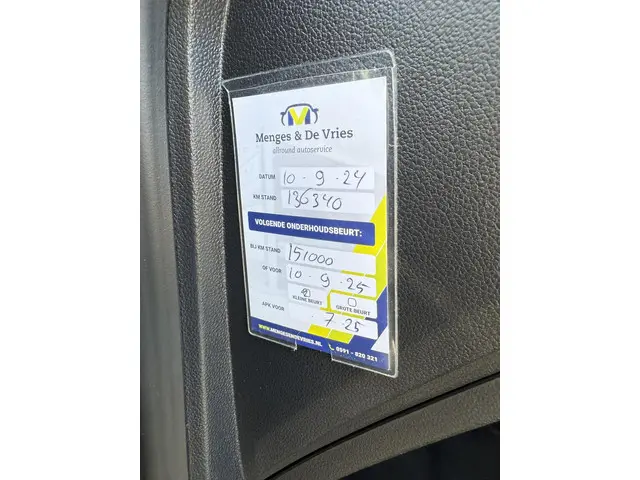 Menges & De Vries
allround autoservice
DATUM 10 - 9 - 24
KM STAND 136340
VOLGENDE ONDERHOUDSBEURT:
BIJ KM STAND 151000
OF VOOR 10 - 9 - 25
KLEINE BEURT GROTE BEURT
APK VOOR . 7 - 25
WWW.MENGESENDEVRIES.NL 0591 - 820 321